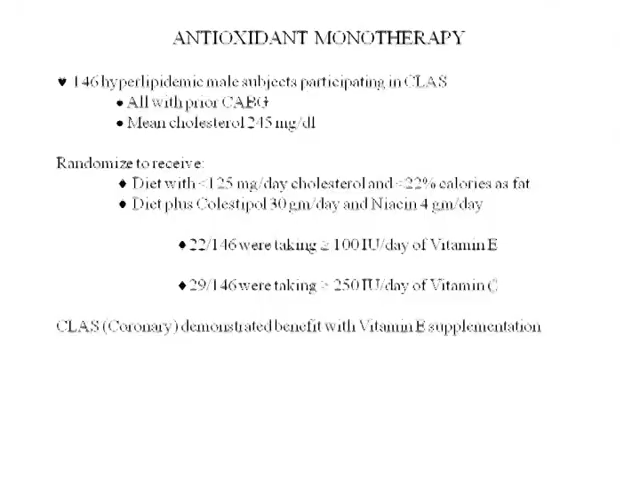 ANTIOXIDANT MONOTHERAPY
♥ 146 hyperlipidemic male subjects participating in CLAS
● All with prior CABG
● Mean cholesterol 245 mg/dl
Randomize to receive:
♦ Diet with <125 mg/day cholesterol and <22% calories as fat
♦ Diet plus Colestipol 30 gm/day and Niacin 4 gm/day
♦ 22/146 were taking ≥ 100 IU/day of Vitamin E
♦ 29/146 were taking > 250 IU/day of Vitamin C
CLAS (Coronary) demonstrated benefit with Vitamin E supplementation